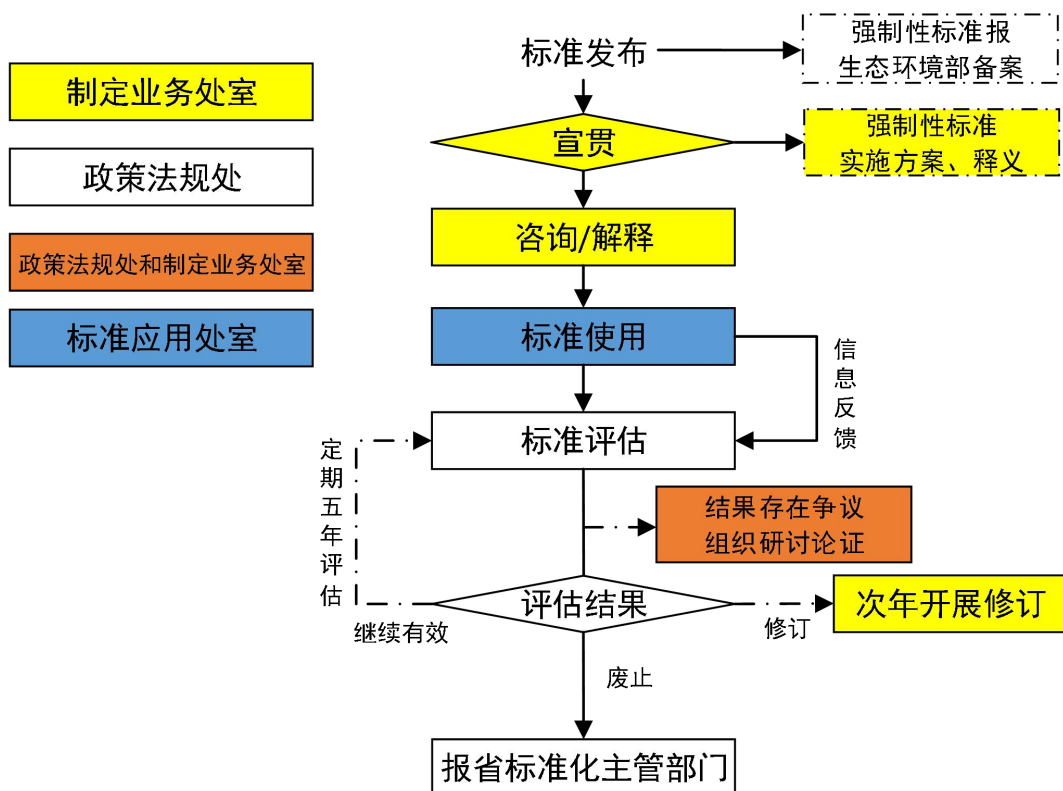 制定业务处室
政策法规处
政策法规处和制定业务处室
标准应用处室
标准发布
强制性标准报
生态环境部备案
宣贯
强制性标准
实施方案、释义
咨询/解释
标准使用
信息反馈
标准评估
定期五年评估
结果存在争议
组织研讨论证
评估结果
继续有效
修订
次年开展修订
废止
报省标准化主管部门